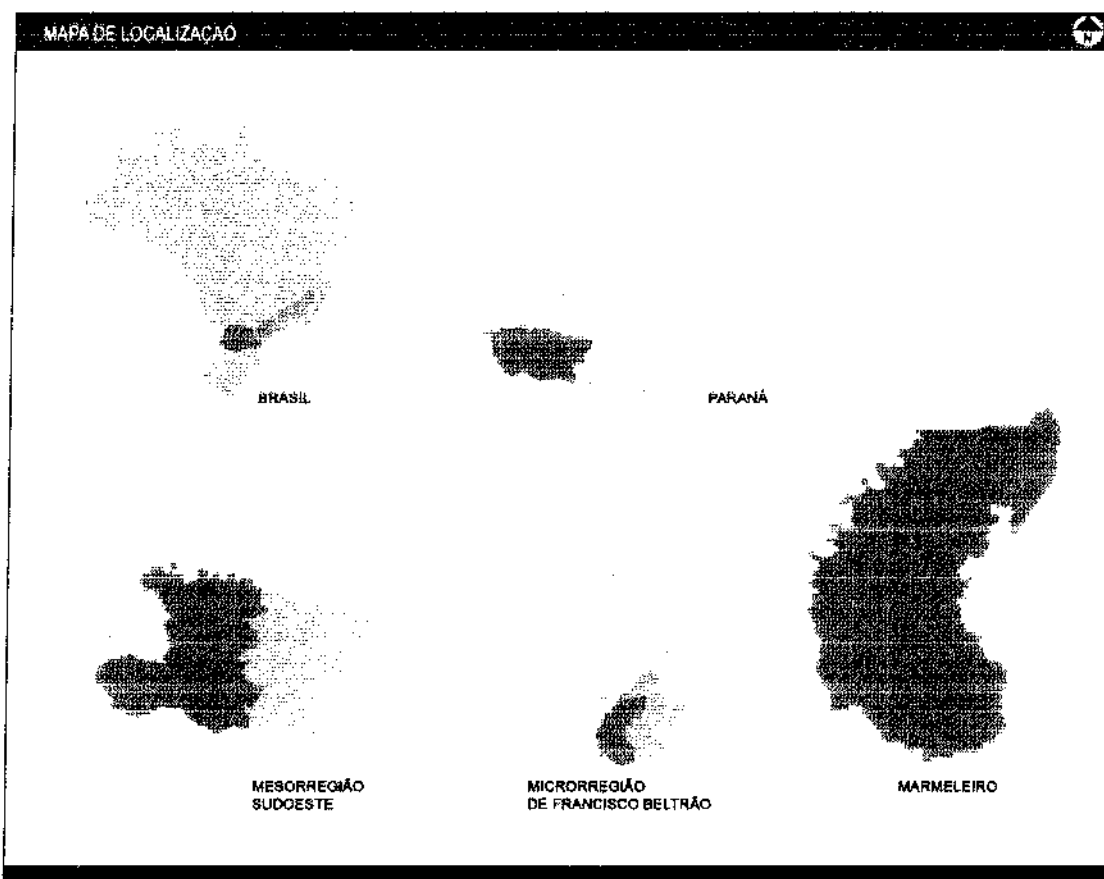 MAPA DE LOCALIZAÇÃO
N
BRASIL
PARANÁ
MESORREGIÃO
SUDOESTE
MICRORREGIÃO
DE FRANCISCO BELTRÃO
MARMELEIRO